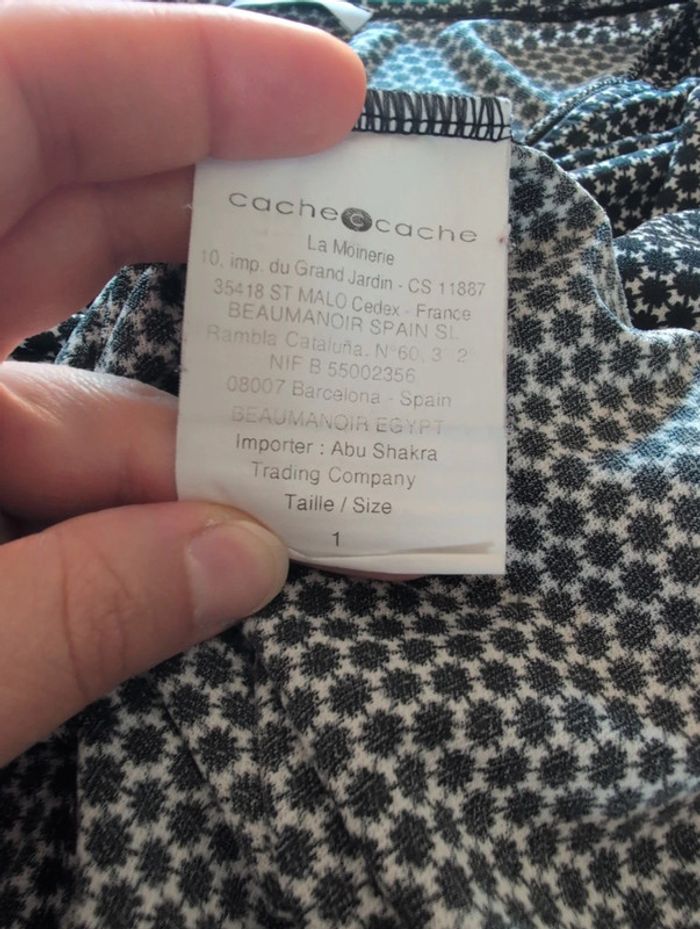 cache cache
La Moinerie
10, imp. du Grand Jardin - CS 11887
35418 ST MALO Cedex - France
BEAUMANOIR SPAIN SL
Rambla Cataluña. N°60, 3 2
NIF B 55002356
08007 Barcelona - Spain
BEAUMANOIR EGYPT
Importer : Abu Shakra
Trading Company
Taille / Size
1